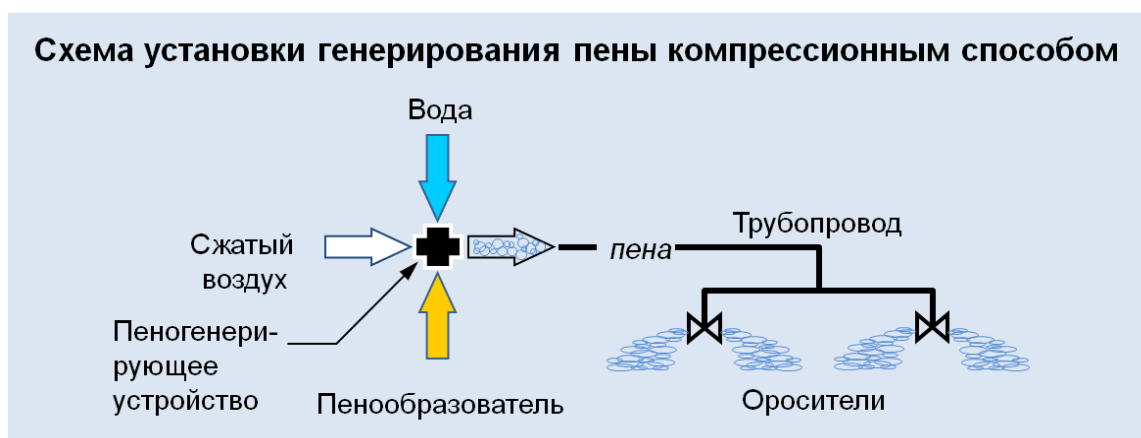 Схема установки генерирования пены компрессионным способом
Вода
Сжатый
воздух
пена
Трубопровод
Пеногенери-
рующее
устройство
Пенообразователь
Оросители